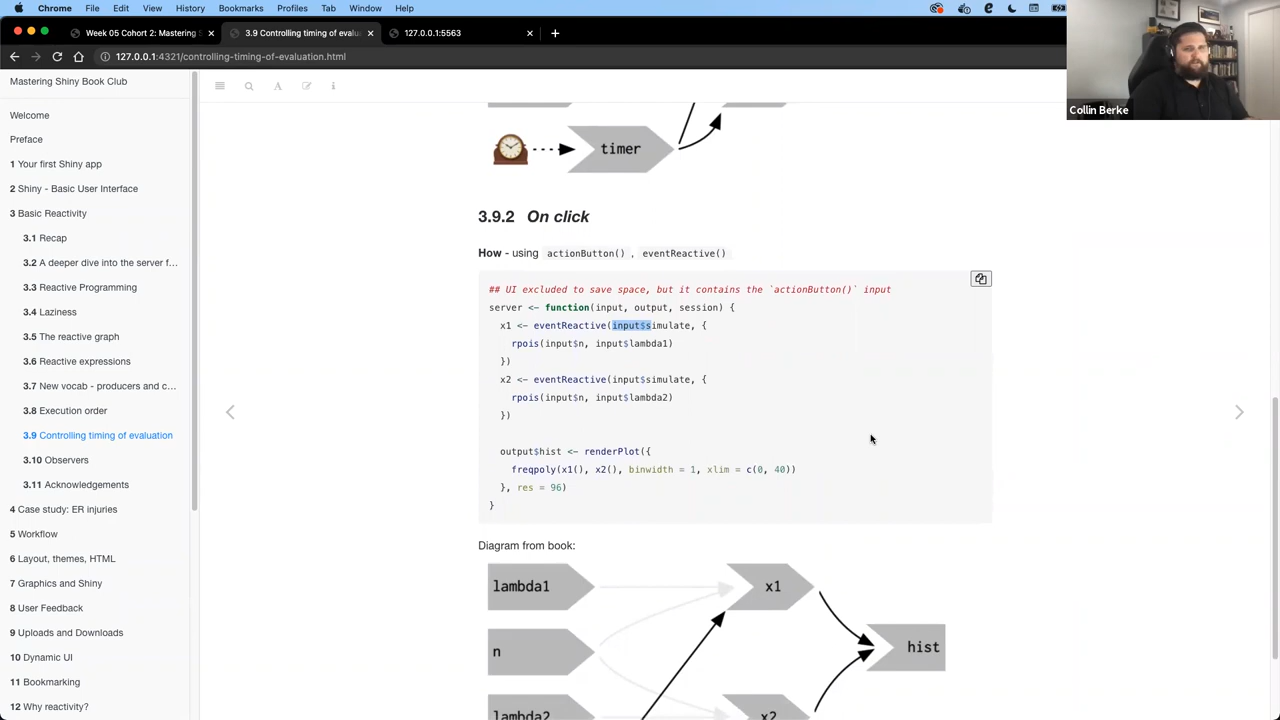 Chrome File Edit View History Bookmarks Profiles Tab Window Help
Week 05 Cohort 2: Mastering S
3.9 Controlling timing of evalua
127.0.0.1:5563
127.0.0.1:4321/controlling-timing-of-evaluation.html
Collin Berke
Mastering Shiny Book Club
Welcome
Preface
1 Your first Shiny app
2 Shiny - Basic User Interface
3 Basic Reactivity
3.1 Recap
3.2 A deeper dive into the server f...
3.3 Reactive Programming
3.4 Laziness
3.5 The reactive graph
3.6 Reactive expressions
3.7 New vocab - producers and c...
3.8 Execution order
3.9 Controlling timing of evaluation
3.10 Observers
3.11 Acknowledgements
4 Case study: ER injuries
5 Workflow
6 Layout, themes, HTML
7 Graphics and Shiny
8 User Feedback
9 Uploads and Downloads
10 Dynamic UI
11 Bookmarking
12 Why reactivity?
timer
3.9.2 On click
How - using actionButton() , eventReactive()
## UI excluded to save space, but it contains the `actionButton()` input
server <- function(input, output, session) {
x1 <- eventReactive(input$simulate, {
rpois(input$n, input$lambda1)
})
x2 <- eventReactive(input$simulate, {
rpois(input$n, input$lambda2)
})
output$hist <- renderPlot({
freqpoly(x1(), x2(), binwidth = 1, xlim = c(0, 40))
}, res = 96)
}
Diagram from book:
lambda1
x1
n
hist
lambda2
x2